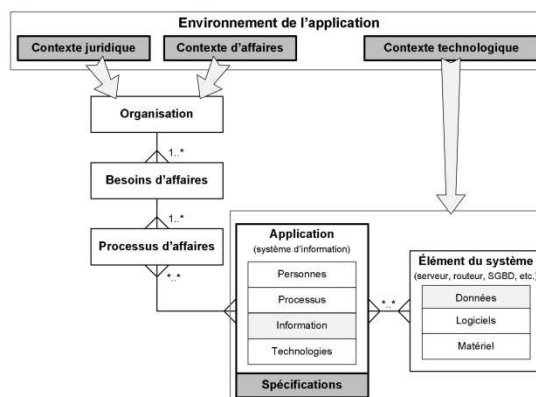 Environnement de l'application
Contexte juridique
Contexte d'affaires
Contexte technologique
Organisation
1..*
Besoins d'affaires
1..*
Processus d'affaires
*..*
Application
(système d'information)
Personnes
Processus
Information
Technologies
Spécifications
*..*
Élément du système
(serveur, routeur, SGBD, etc.)
Données
Logiciels
Matériel